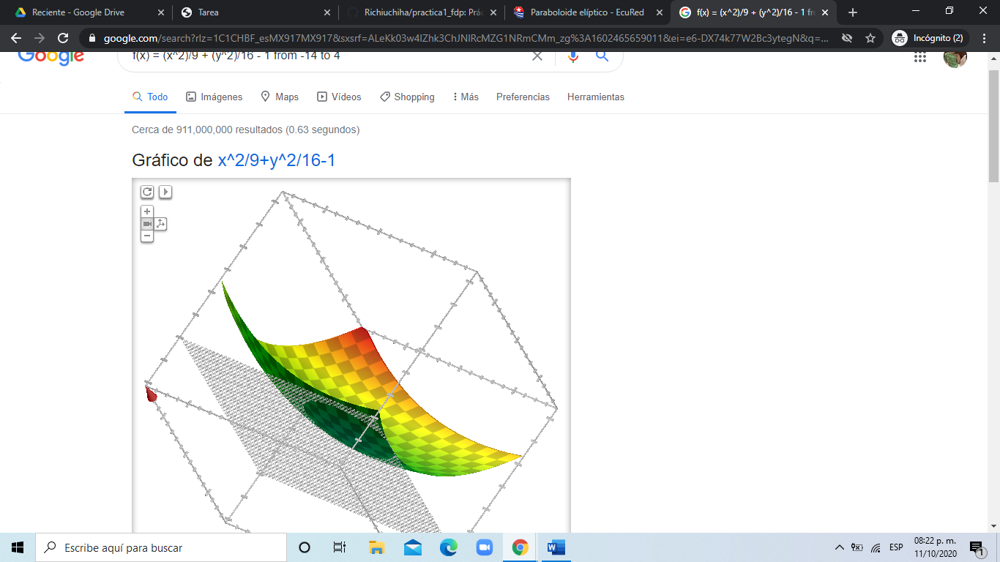 Reciente - Google Drive
Tarea
Richiuchiha/practica1_fdp: Prác
Paraboloide elíptico - EcuRed
f(x) = (x^2)/9 + (y^2)/16 - 1 fr
google.com/search?rlz=1C1CHBF_esMX917MX917&sxsrf=ALeKk03w4IZhk3ChJNIRcMZG1NRmCMm_zg%3A1602465659011&ei=e6-DX74k77W2Bc3ytegN&q=...
Incógnito (2)
Google
f(x) = (x^2)/9 + (y^2)/16 - 1 from -14 to 4
Todo
Imágenes
Maps
Vídeos
Shopping
Más
Preferencias
Herramientas
Cerca de 911,000,000 resultados (0.63 segundos)
Gráfico de x^2/9+y^2/16-1
Escribe aquí para buscar
ESP
08:22 p. m.
11/10/2020
1